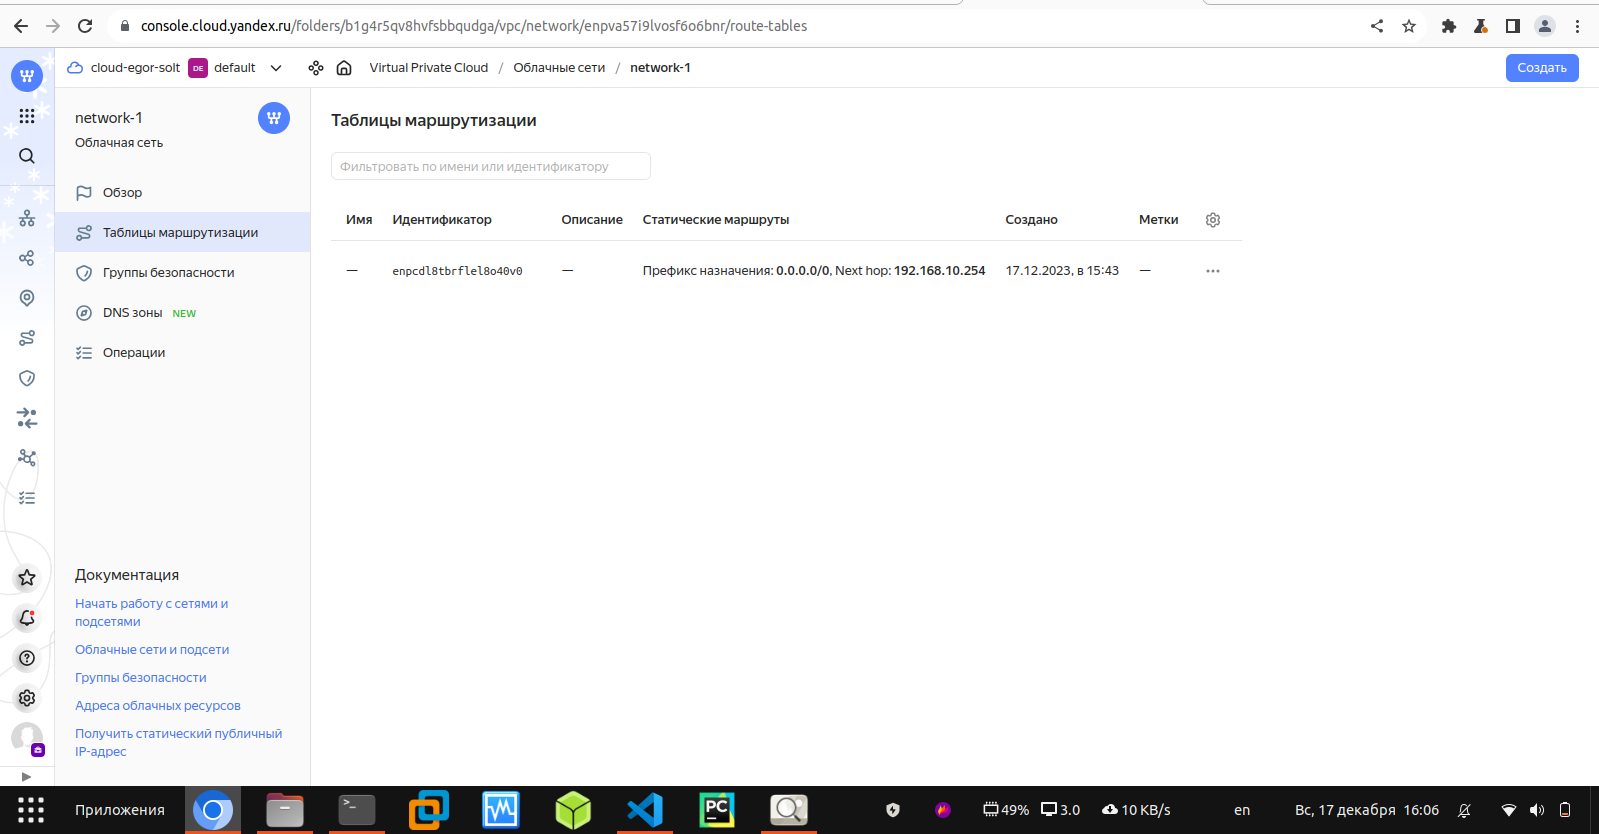 console.cloud.yandex.ru/folders/b1g4r5qv8hvfsbbqudga/vpc/network/enpva57i9lvosf6o6bnr/route-tables
cloud-egor-solt DE default Virtual Private Cloud / Облачные сети / network-1 Создать
network-1
Облачная сеть
Обзор
Таблицы маршрутизации
Группы безопасности
DNS зоны NEW
Операции
Документация
Начать работу с сетями и
подсетями
Облачные сети и подсети
Группы безопасности
Адреса облачных ресурсов
Получить статический публичный
IP-адрес
Таблицы маршрутизации
Фильтровать по имени или идентификатору
Имя Идентификатор Описание Статические маршруты Создано Метки
— enpcdl8tbrflel8o40v0 — Префикс назначения: 0.0.0.0/0, Next hop: 192.168.10.254 17.12.2023, в 15:43 —
Приложения >_ PC 49% 3.0 10 KB/s en Вс, 17 декабря 16:06